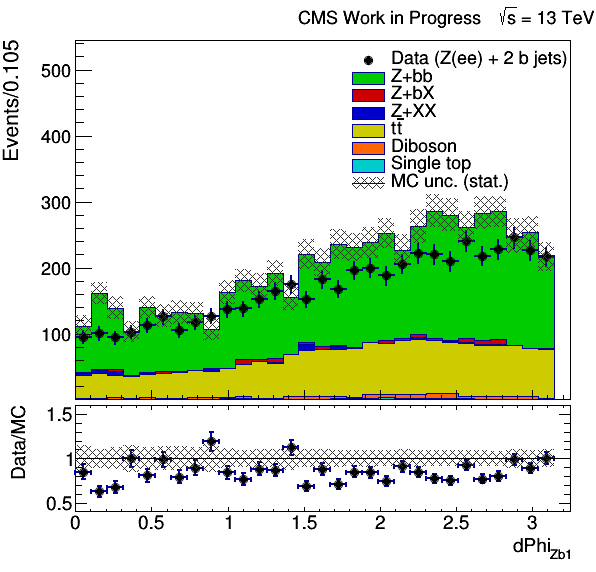 CMS Work in Progress √s = 13 TeV
Events/0.105
500
400
300
200
100
Data (Z(ee) + 2 b jets)
Z+bb
Z+bX
Z+XX
tt̄
Diboson
Single top
MC unc. (stat.)
Data/MC
1.5
1
0.5
0 0.5 1 1.5 2 2.5 3
dPhi_Zb1